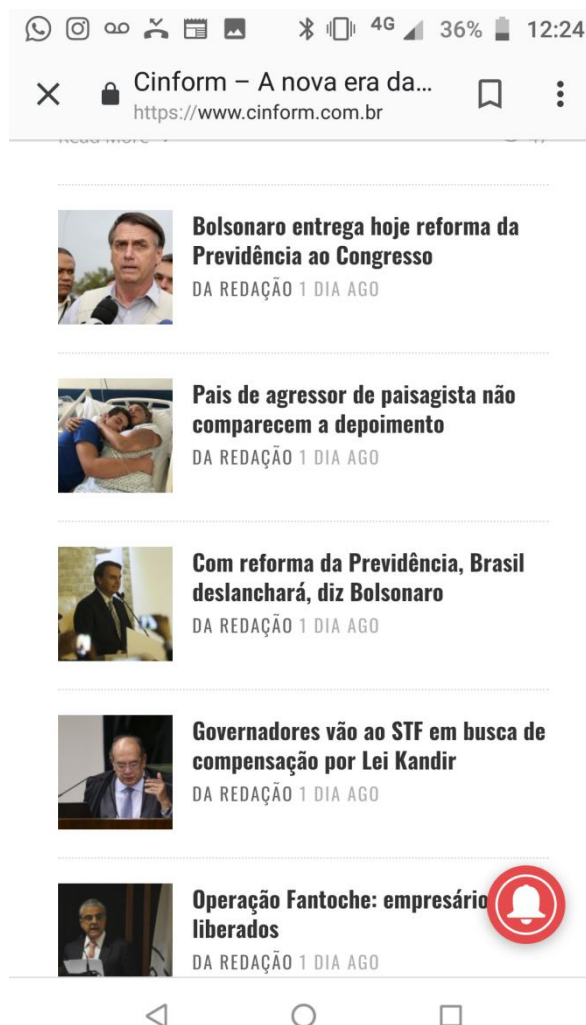 4G 36% 12:24
Cinform – A nova era da...
https://www.cinform.com.br
Read More 47
Bolsonaro entrega hoje reforma da
Previdência ao Congresso
DA REDAÇÃO 1 DIA AGO
Pais de agressor de paisagista não
comparecem a depoimento
DA REDAÇÃO 1 DIA AGO
Com reforma da Previdência, Brasil
deslanchará, diz Bolsonaro
DA REDAÇÃO 1 DIA AGO
Governadores vão ao STF em busca de
compensação por Lei Kandir
DA REDAÇÃO 1 DIA AGO
Operação Fantoche: empresário
liberados
DA REDAÇÃO 1 DIA AGO